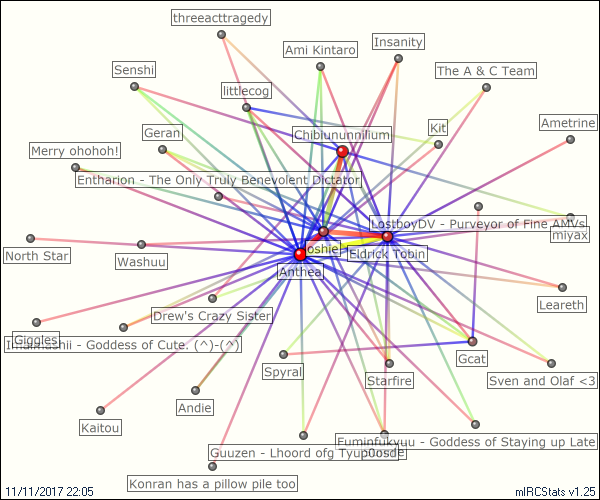 threeacttragedy
Ami Kintaro
Insanity
Senshi
The A & C Team
littlecog
Ametrine
Geran
Chibiununnilium
Kit
Merry ohohoh!
Entharion - The Only Truly Benevolent Dictator
LostboyDV - Purveyor of Fine AMVs
miyax
North Star
Washuu
oshie
Eldrick Tobin
Anthea
Leareth
Drew's Crazy Sister
Giggles
- Goddess of Cute. (^)-(^)
Gcat
Spyral
Starfire
Sven and Olaf <3
Andie
Kaitou
Fuminfukyuu - Goddess of Staying up Late
Guuzen - Lhoord ofg
Konran has a pillow pile too
11/11/2017 22:05
mIRCStats v1.25